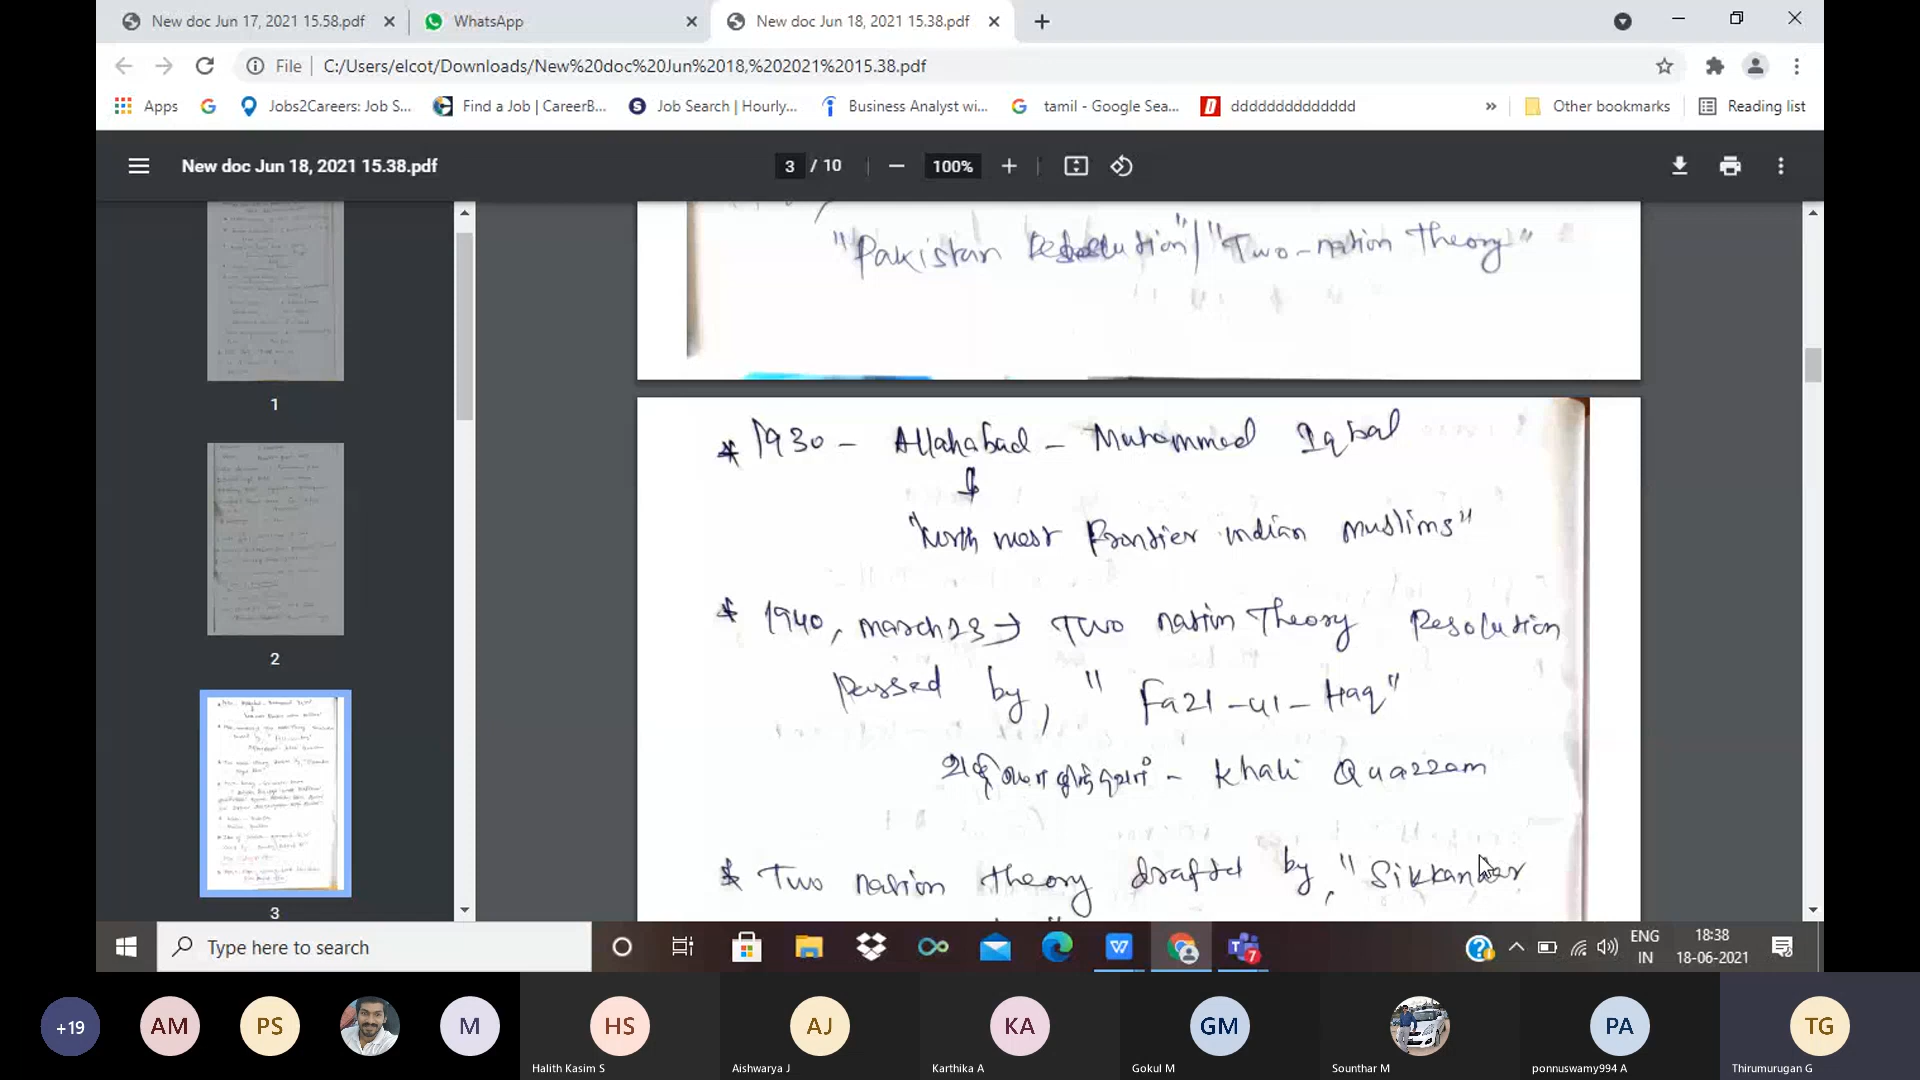 New doc Jun 17, 2021 15.58.pdf
WhatsApp
New doc Jun 18, 2021 15.38.pdf
File
C:/Users/elcot/Downloads/New%20doc%20Jun%2018,%202021%2015.38.pdf
Apps
Jobs2Careers: Job S...
Find a Job | CareerB...
Job Search | Hourly,...
Business Analyst wi...
tamil - Google Sea...
ddddddddddddddd
»
Other bookmarks
Reading list
New doc Jun 18, 2021 15.38.pdf
3 / 10
100%
1
2
3
"Pakistan Resolution"/"Two-nation Theory"
* 1930 - Allahabad - Muhammed Iqbal
"North west Frontier indian muslims"
* 1940, march 23 → Two nation Theory Resolution
passed by, "Fazl-ul-Haq"
- Khali Quazzam
* Two nation theory drafted by, "Sikkandar
Type here to search
7
ENG
IN
18:38
18-06-2021
+19
AM
PS
M
HS
Halith Kasim S
AJ
Aishwarya J
KA
Karthika A
GM
Gokul M
Sounthar M
PA
ponnuswamy994 A
TG
Thirumurugan G